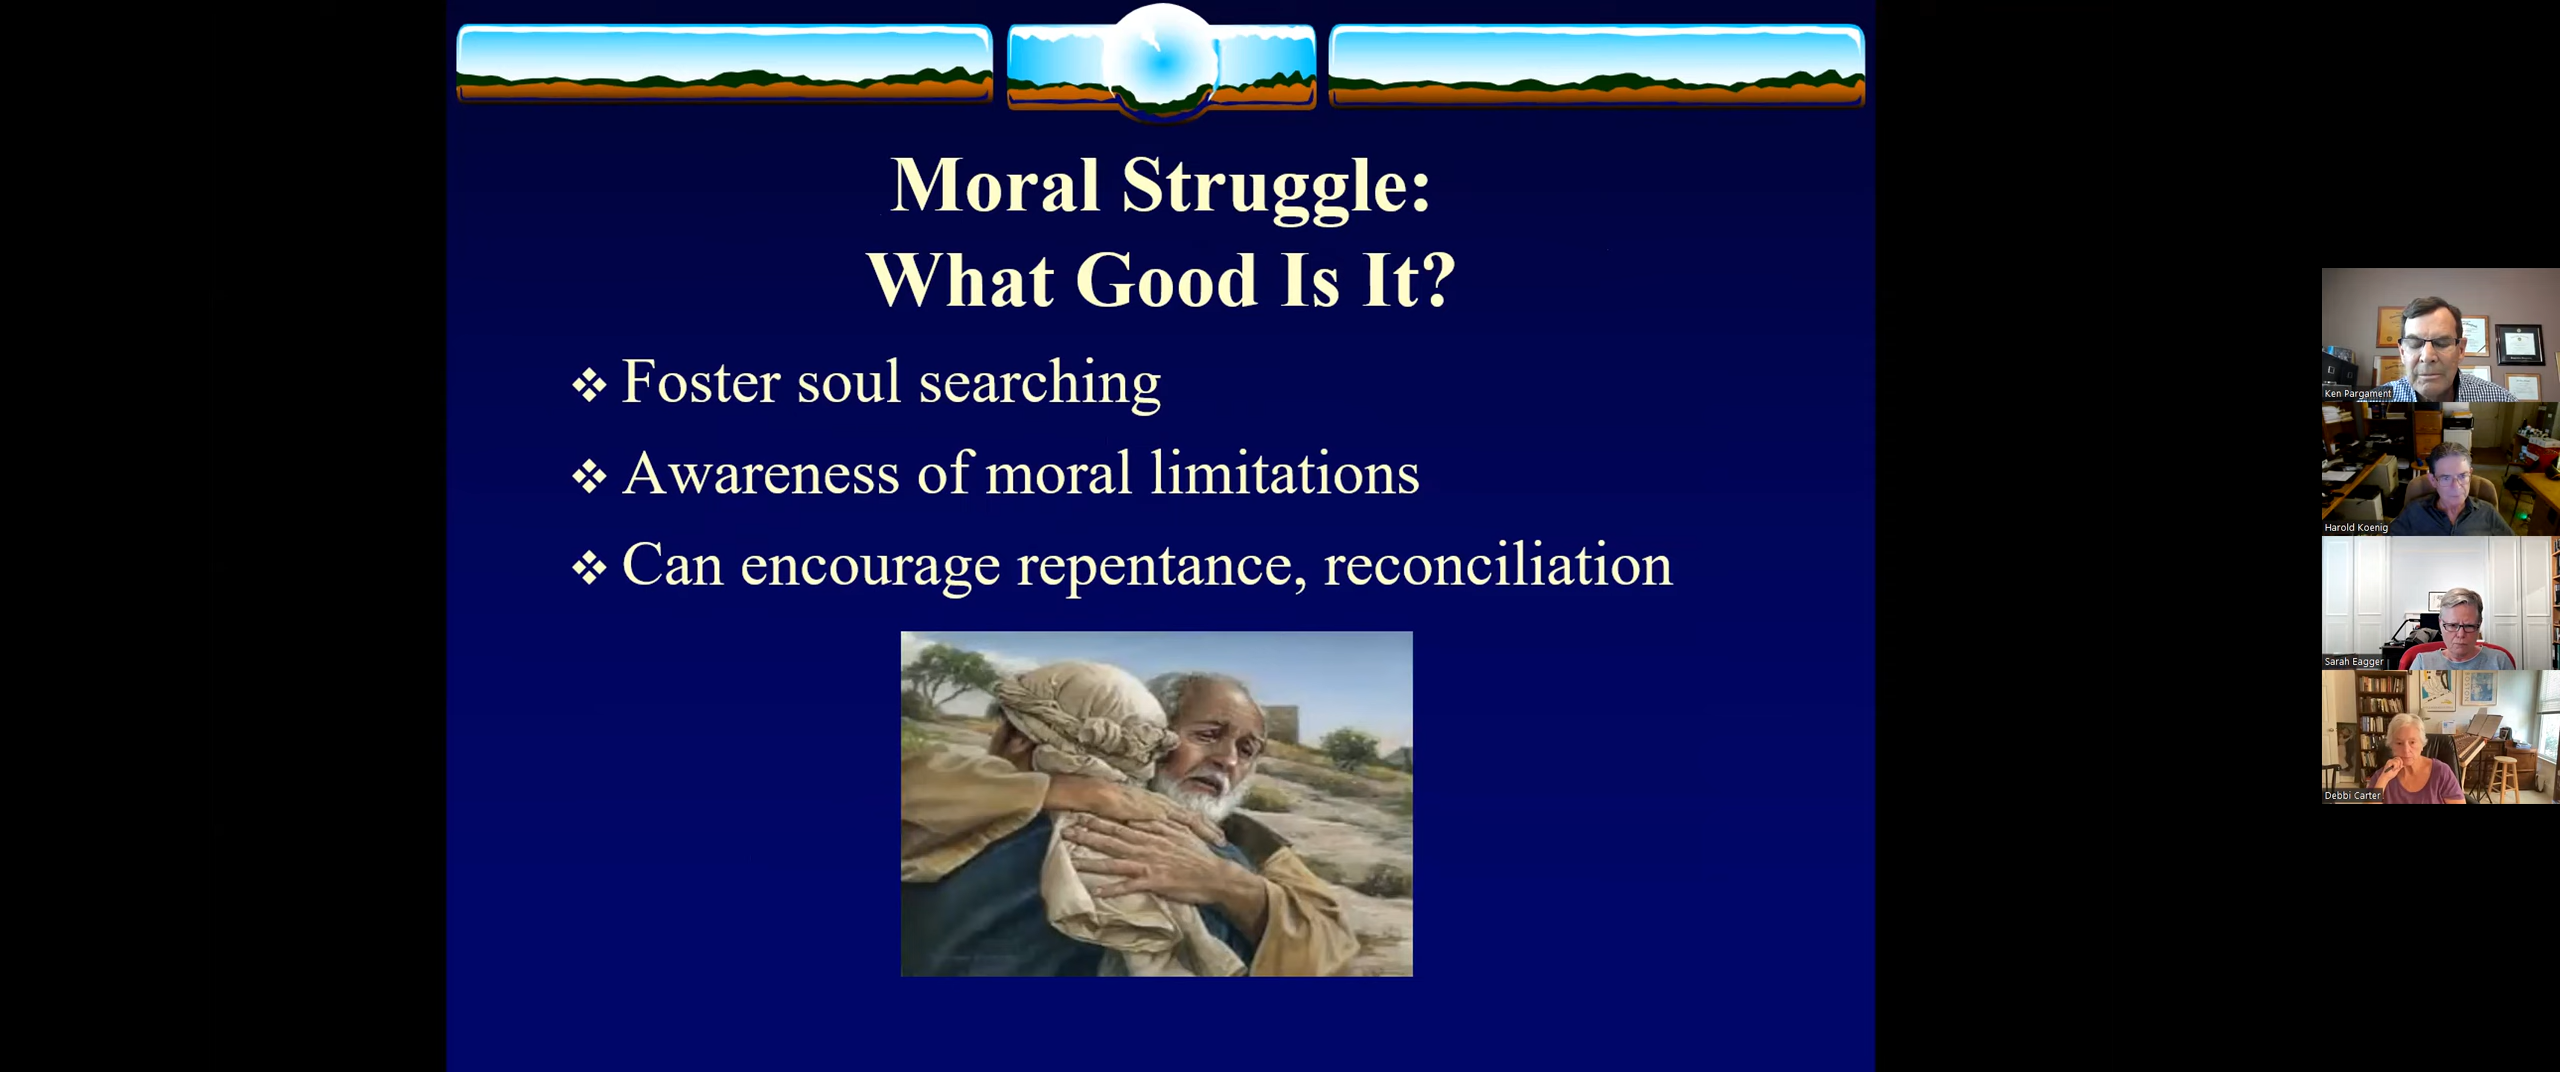 Moral Struggle:
What Good Is It?
❖ Foster soul searching
❖ Awareness of moral limitations
❖ Can encourage repentance, reconciliation
Ken Pargament
Harold Koenig
Sarah Eagger
Debbi Carter